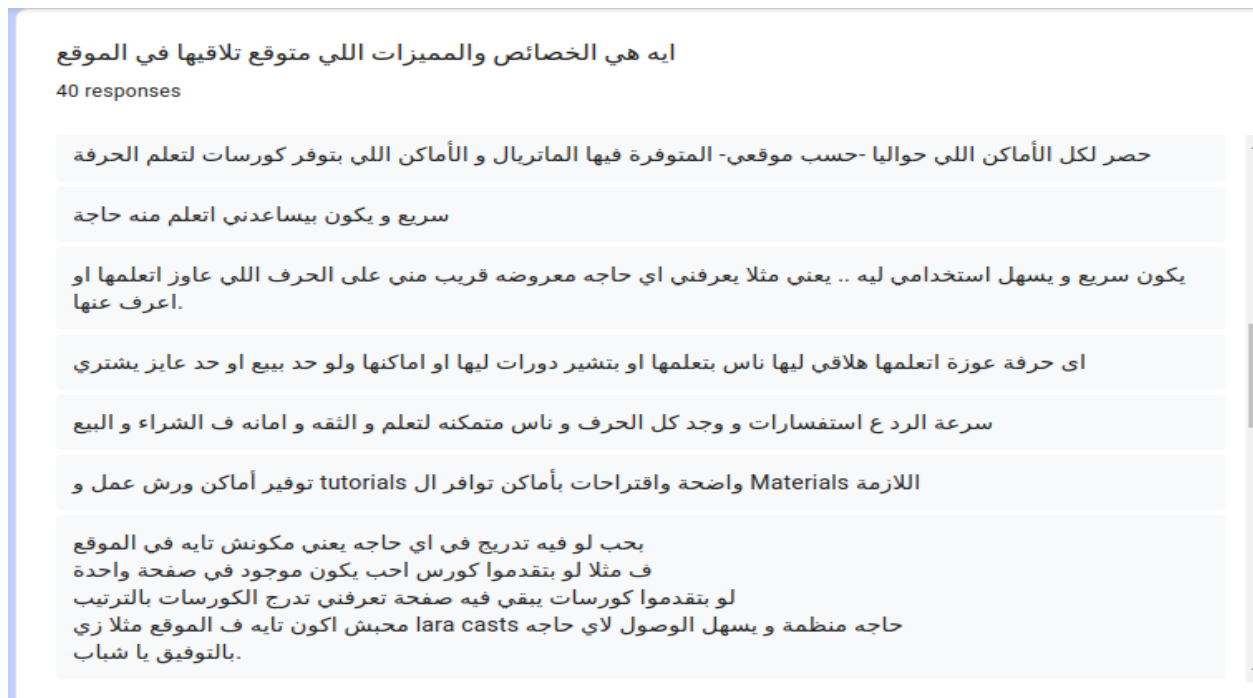 ايه هي الخصائص والمميزات اللي متوقع تلاقيها في الموقع
40 responses
حصر لكل الأماكن اللي حواليا -حسب موقعي- المتوفرة فيها الماتريال و الأماكن اللي بتوفر كورسات لتعلم الحرفة
سريع و يكون بيساعدني اتعلم منه حاجة
يكون سريع و يسهل استخدامي ليه .. يعني مثلا يعرفني اي حاجه معروضه قريب مني على الحرف اللي عاوز اتعلمها او
اعرف عنها.
اى حرفة عوزة اتعلمها هلاقي ليها ناس بتعلمها او بتشير دورات ليها او اماكنها ولو حد بيبع او حد عايز يشتري
سرعة الرد ع استفسارات و وجد كل الحرف و ناس متمكنه لتعلم و الثقه و امانه ف الشراء و البيع
توفير أماكن ورش عمل و tutorials واضحة واقتراحات بأماكن توافر ال Materials اللازمة
بحب لو فيه تدريج في اي حاجه يعني مكونش تايه في الموقع
ف مثلا لو بتقدموا كورس احب يكون موجود في صفحة واحدة
لو بتقدموا كورسات يبقي فيه صفحة تعرفني تدرج الكورسات بالترتيب
محبش اكون تايه ف الموقع مثلا زي lara casts حاجه منظمة و يسهل الوصول لاي حاجه
بالتوفيق يا شباب.